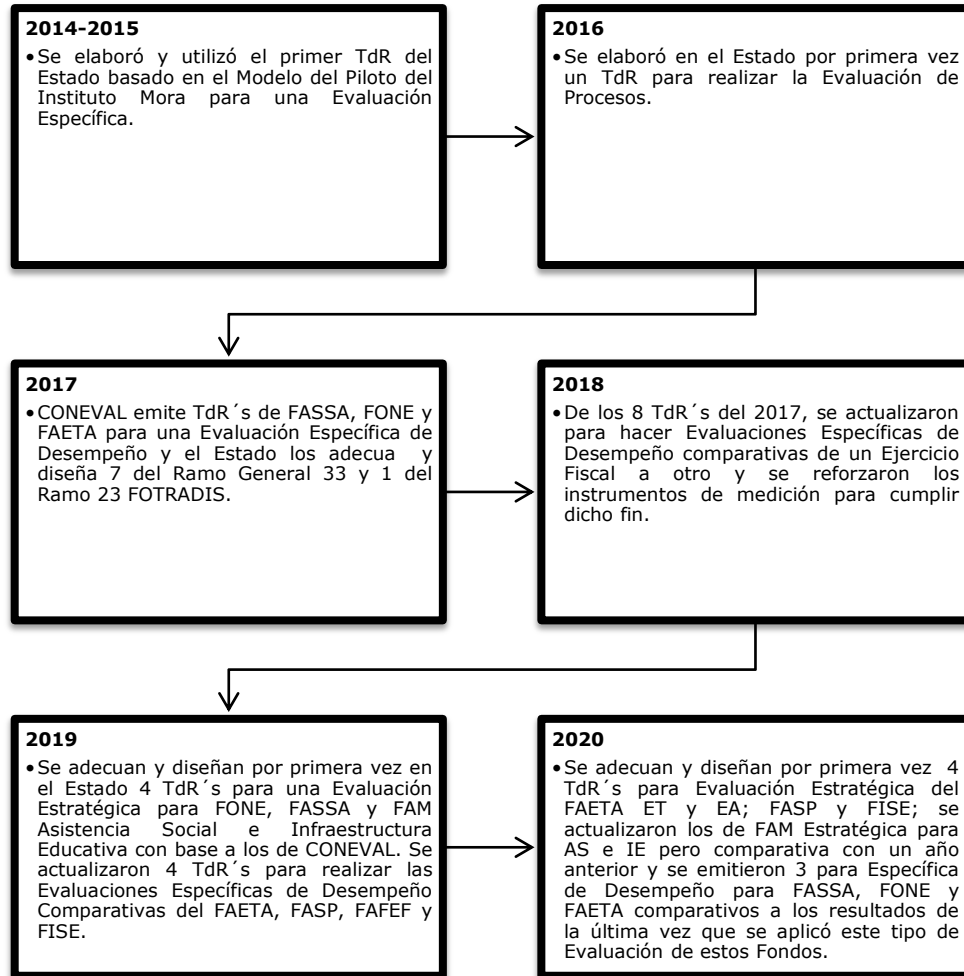 2014-2015
•Se elaboró y utilizó el primer TdR del
Estado basado en el Modelo del Piloto del
Instituto Mora para una Evaluación
Específica.
2016
•Se elaboró en el Estado por primera vez
un TdR para realizar la Evaluación de
Procesos.
2017
•CONEVAL emite TdR´s de FASSA, FONE y
FAETA para una Evaluación Específica de
Desempeño y el Estado los adecua y
diseña 7 del Ramo General 33 y 1 del
Ramo 23 FOTRADIS.
2018
•De los 8 TdR´s del 2017, se actualizaron
para hacer Evaluaciones Específicas de
Desempeño comparativas de un Ejercicio
Fiscal a otro y se reforzaron los
instrumentos de medición para cumplir
dicho fin.
2019
•Se adecuan y diseñan por primera vez en
el Estado 4 TdR´s para una Evaluación
Estratégica para FONE, FASSA y FAM
Asistencia Social e Infraestructura
Educativa con base a los de CONEVAL. Se
actualizaron 4 TdR´s para realizar las
Evaluaciones Específicas de Desempeño
Comparativas del FAETA, FASP, FAFEF y
FISE.
2020
•Se adecuan y diseñan por primera vez 4
TdR´s para Evaluación Estratégica del
FAETA ET y EA; FASP y FISE; se
actualizaron los de FAM Estratégica para
AS e IE pero comparativa con un año
anterior y se emitieron 3 para Específica
de Desempeño para FASSA, FONE y
FAETA comparativos a los resultados de
la última vez que se aplicó este tipo de
Evaluación de estos Fondos.